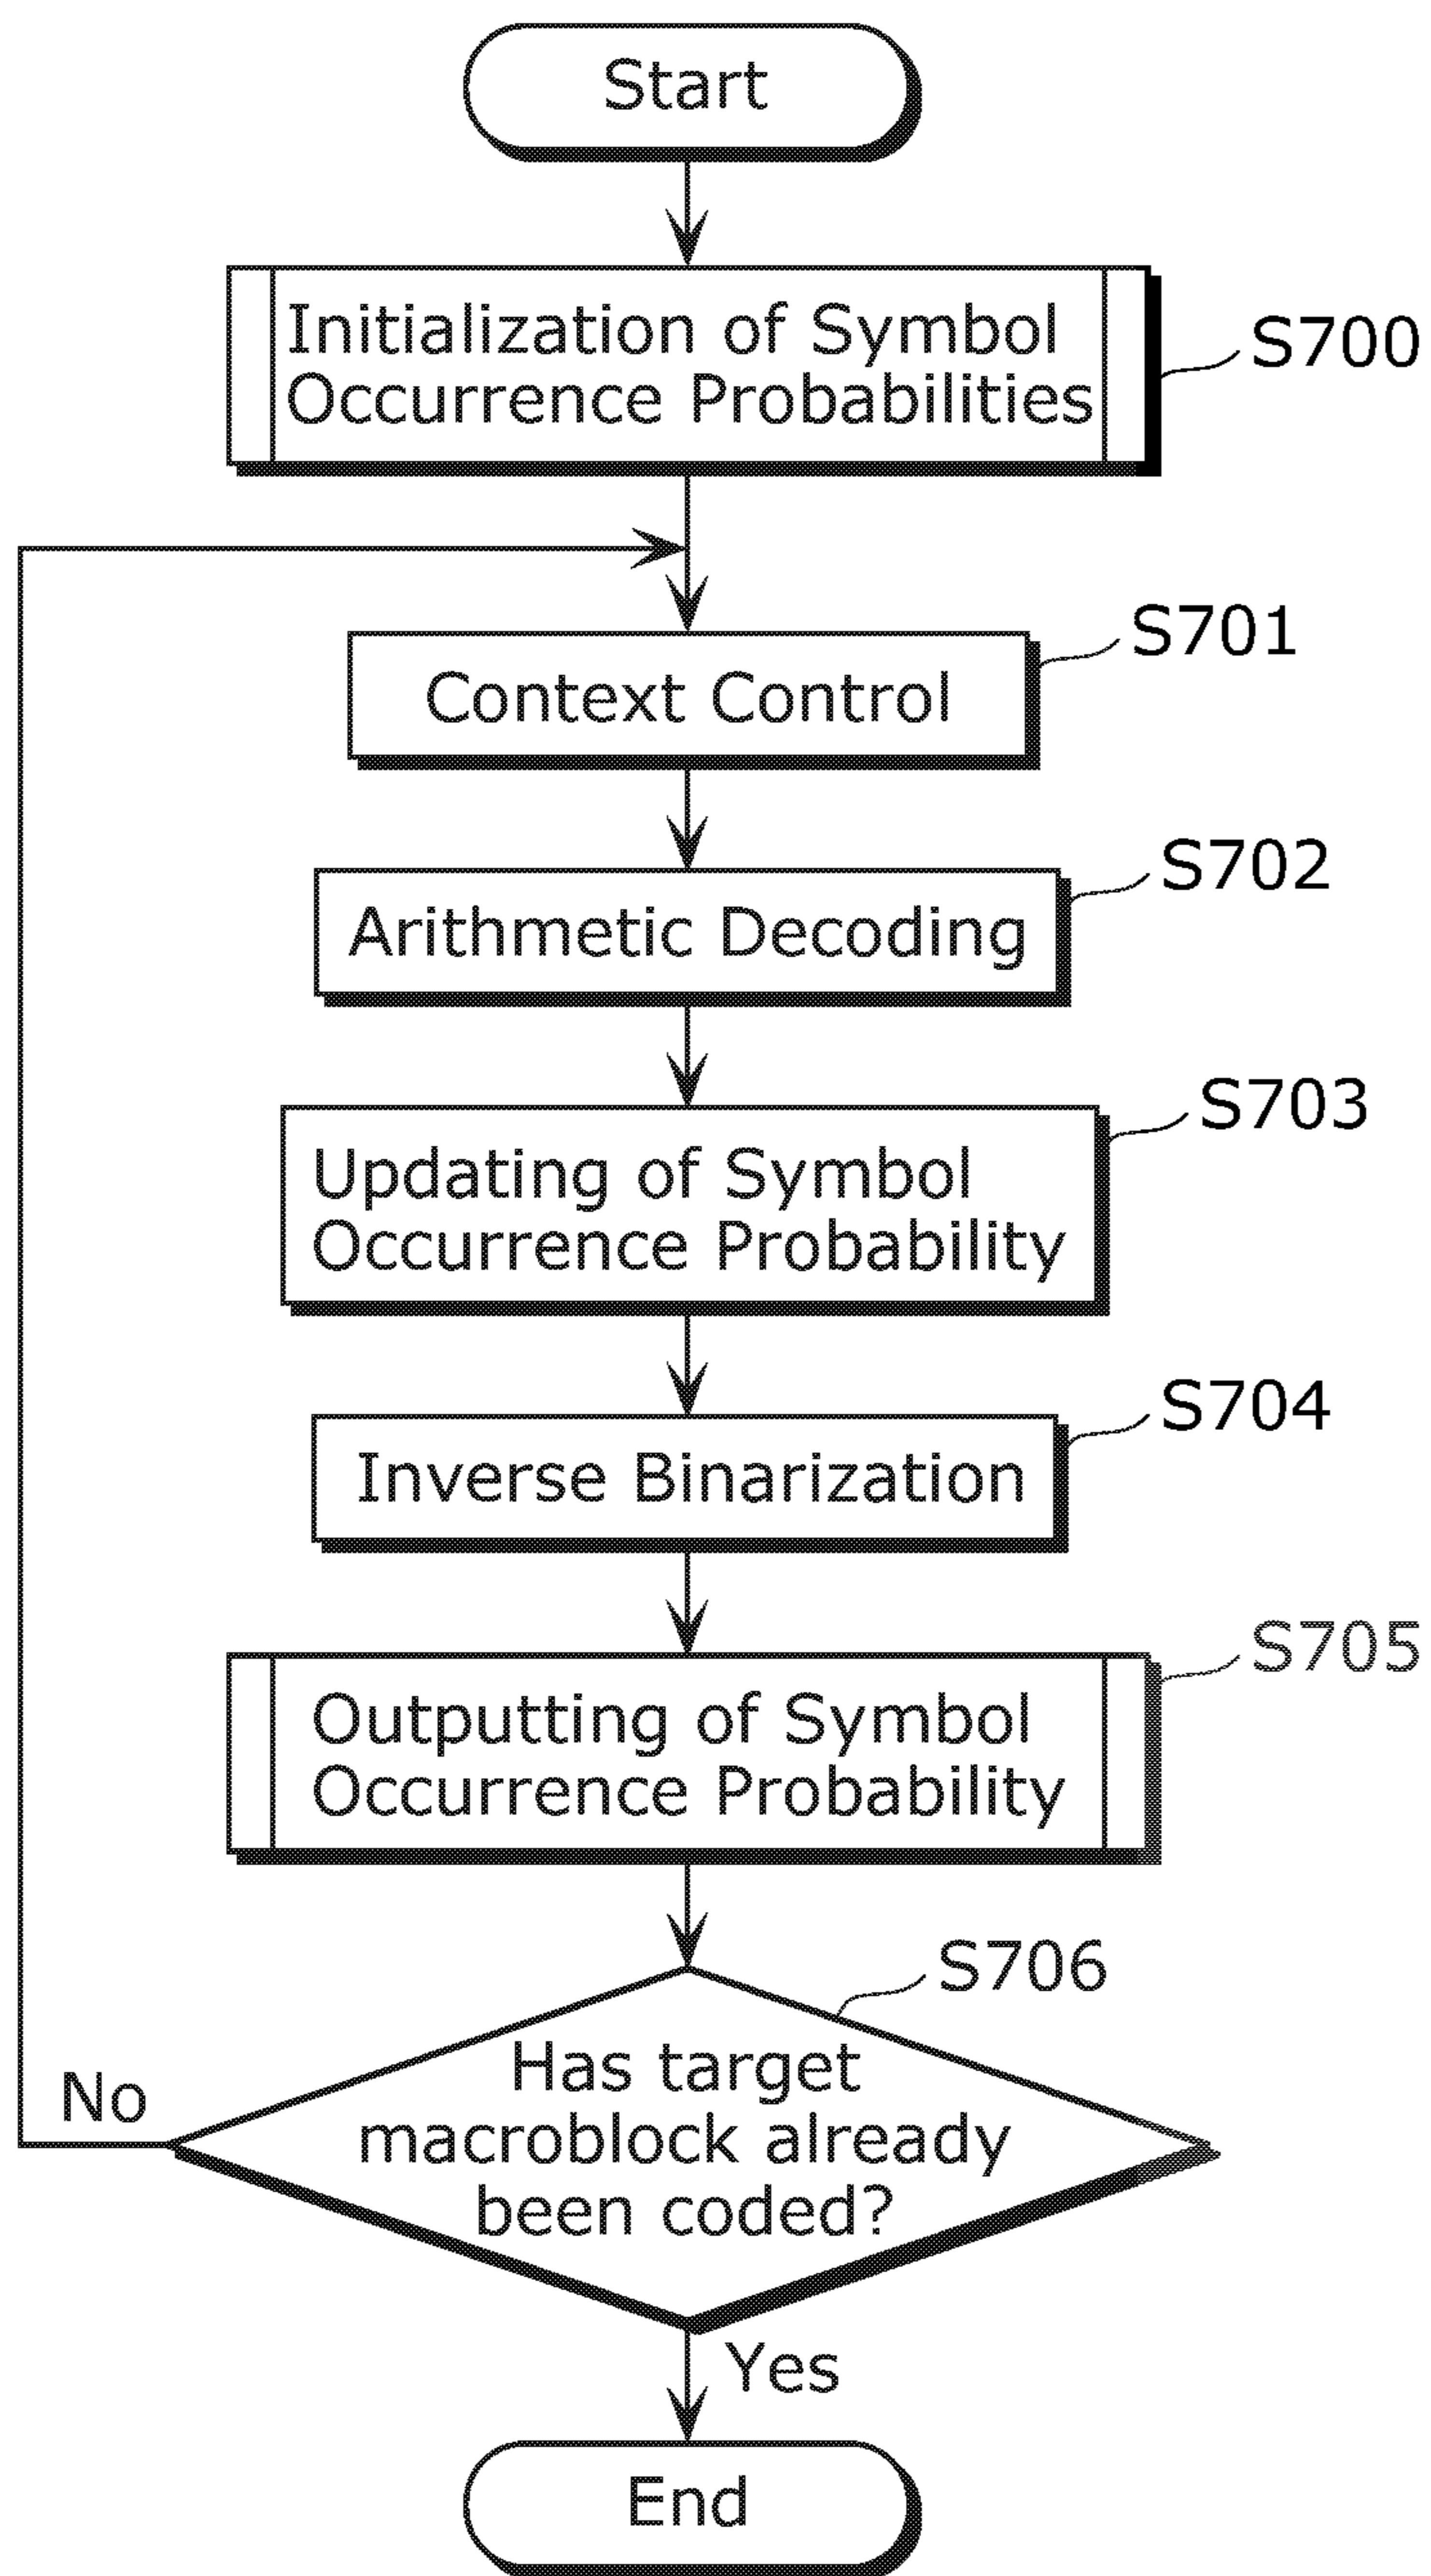 Start
Initialization of Symbol
Occurrence Probabilities
S700
S701
Context Control
S702
Arithmetic Decoding
S703
Updating of Symbol
Occurrence Probability
S704
Inverse Binarization
S705
Outputting of Symbol
Occurrence Probability
S706
Has target
macroblock already
been coded?
No
Yes
End